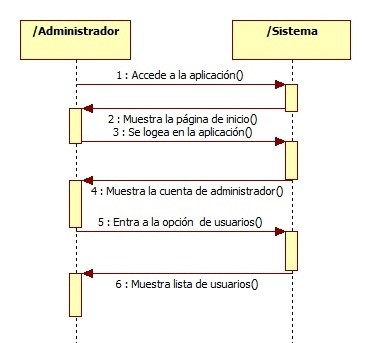 /Administrador
/Sistema
1 : Accede a la aplicación()
2 : Muestra la página de inicio()
3 : Se logea en la aplicación()
4 : Muestra la cuenta de administrador()
5 : Entra a la opción  de usuarios()
6 : Muestra lista de usuarios()